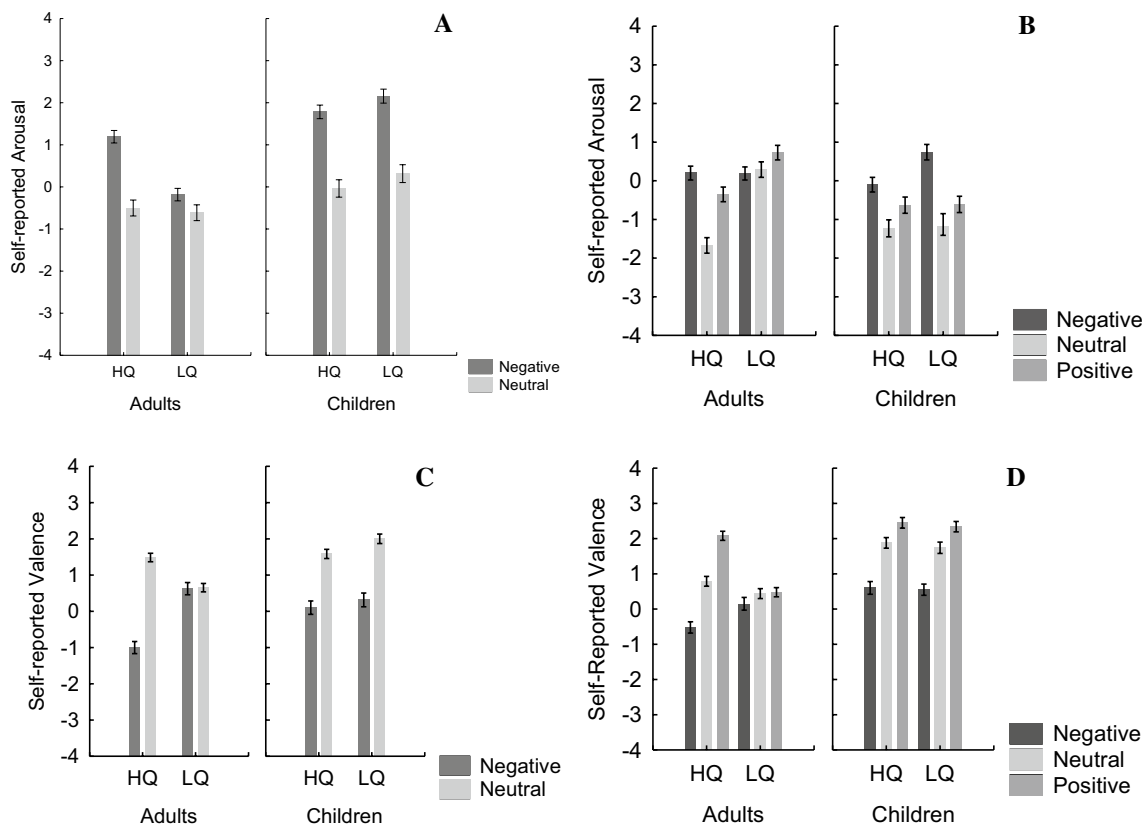 A
Self-reported Arousal
4
3
2
1
0
-1
-2
-3
-4
HQ LQ HQ LQ
Adults Children
Negative
Neutral
B
Self-reported Arousal
4
3
2
1
0
-1
-2
-3
-4
HQ LQ HQ LQ
Adults Children
Negative
Neutral
Positive
C
Self-reported Valence
4
3
2
1
0
-1
-2
-3
-4
HQ LQ HQ LQ
Adults Children
Negative
Neutral
D
Self-Reported Valence
4
3
2
1
0
-1
-2
-3
-4
HQ LQ HQ LQ
Adults Children
Negative
Neutral
Positive